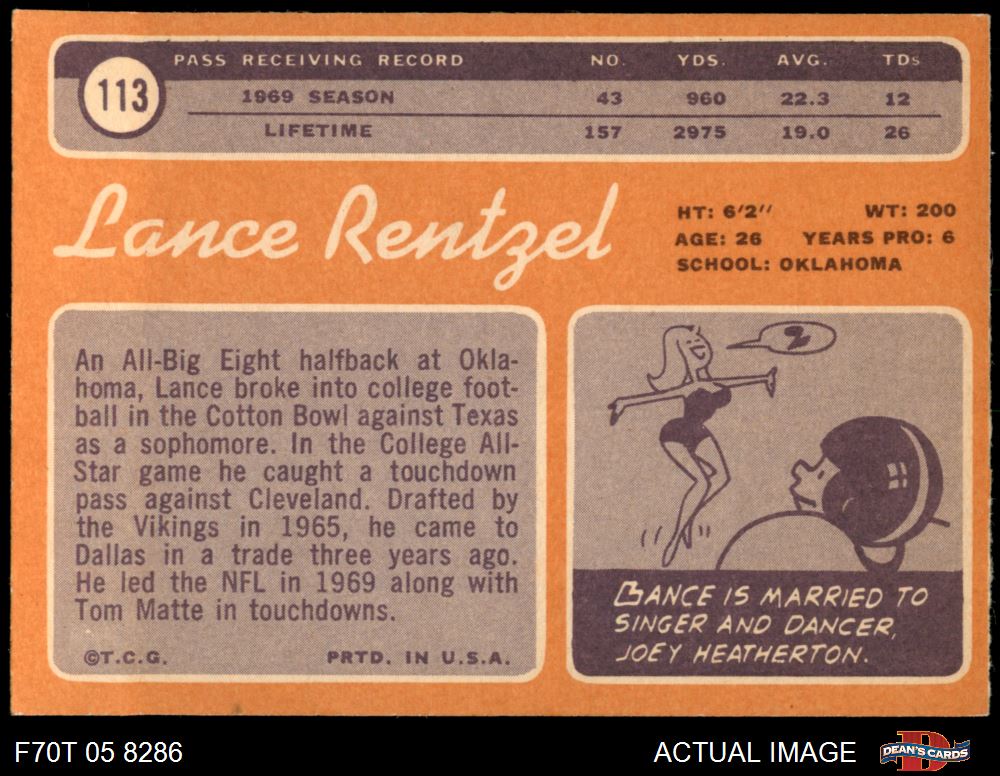 113
PASS RECEIVING RECORD NO. YDS. AVG. TDs
1969 SEASON 43 960 22.3 12
LIFETIME 157 2975 19.0 26
Lance Rentzel
HT: 6'2" WT: 200
AGE: 26 YEARS PRO: 6
SCHOOL: OKLAHOMA
An All-Big Eight halfback at Okla-
homa, Lance broke into college foot-
ball in the Cotton Bowl against Texas
as a sophomore. In the College All-
Star game he caught a touchdown
pass against Cleveland. Drafted by
the Vikings in 1965, he came to
Dallas in a trade three years ago.
He led the NFL in 1969 along with
Tom Matte in touchdowns.
©T.C.G. PRTD. IN U.S.A.
LANCE IS MARRIED TO
SINGER AND DANCER,
JOEY HEATHERTON.
F70T 05 8286
ACTUAL IMAGE
DEAN'S CARDS